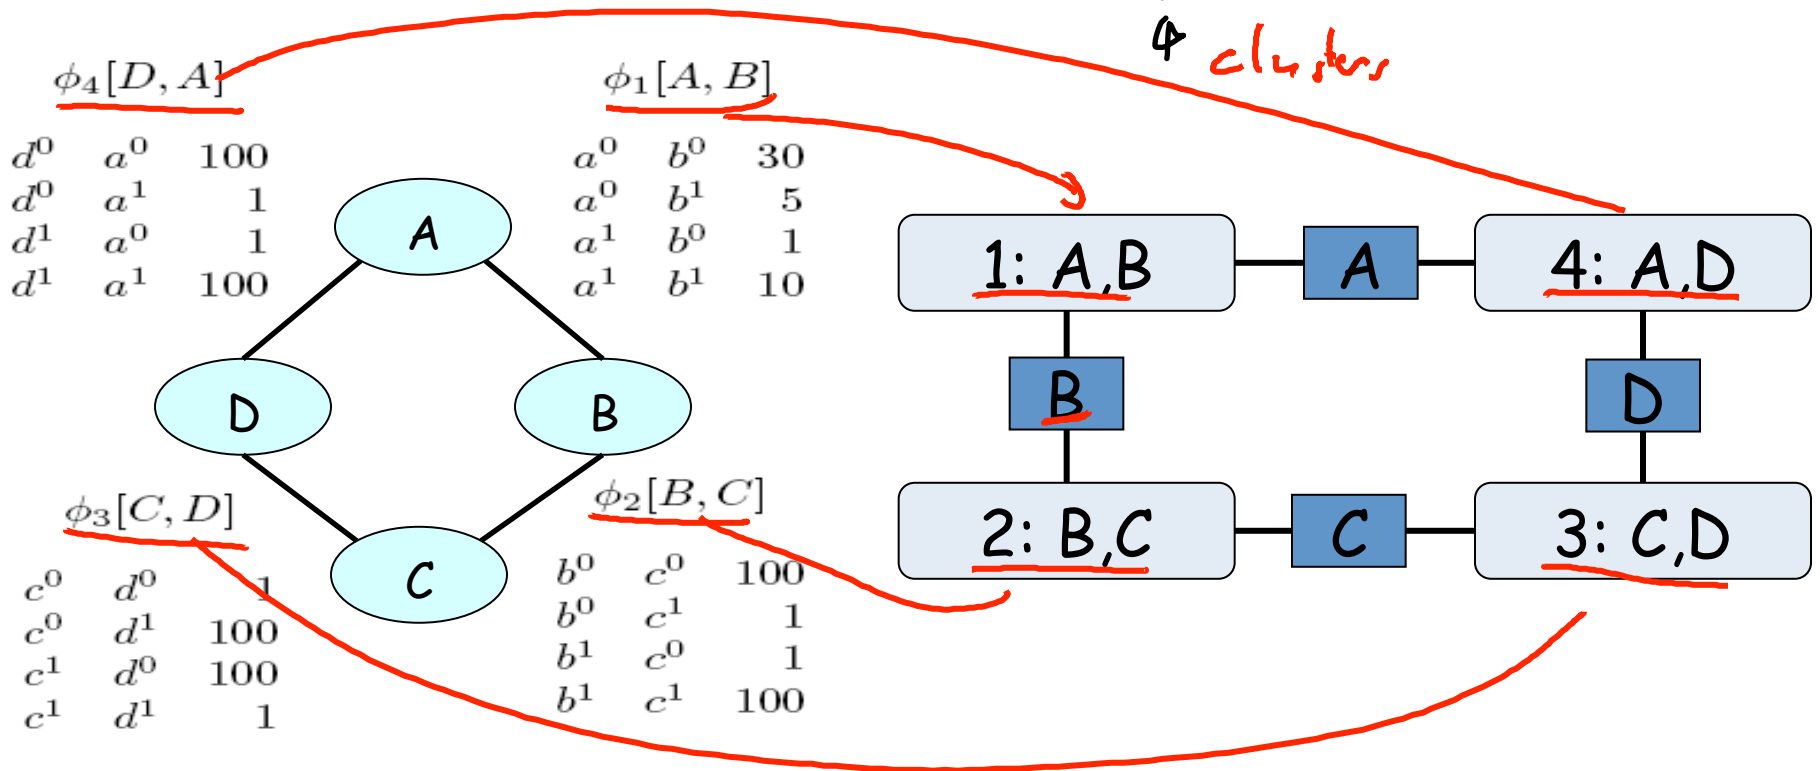 4 clusters
ϕ₄[D, A]
d⁰ a⁰ 100
d⁰ a¹ 1
d¹ a⁰ 1
d¹ a¹ 100
ϕ₁[A, B]
a⁰ b⁰ 30
a⁰ b¹ 5
a¹ b⁰ 1
a¹ b¹ 10
A
D
B
C
ϕ₃[C, D]
c⁰ d⁰ 1
c⁰ d¹ 100
c¹ d⁰ 100
c¹ d¹ 1
ϕ₂[B, C]
b⁰ c⁰ 100
b⁰ c¹ 1
b¹ c⁰ 1
b¹ c¹ 100
1: A,B
A
4: A,D
B
D
2: B,C
C
3: C,D